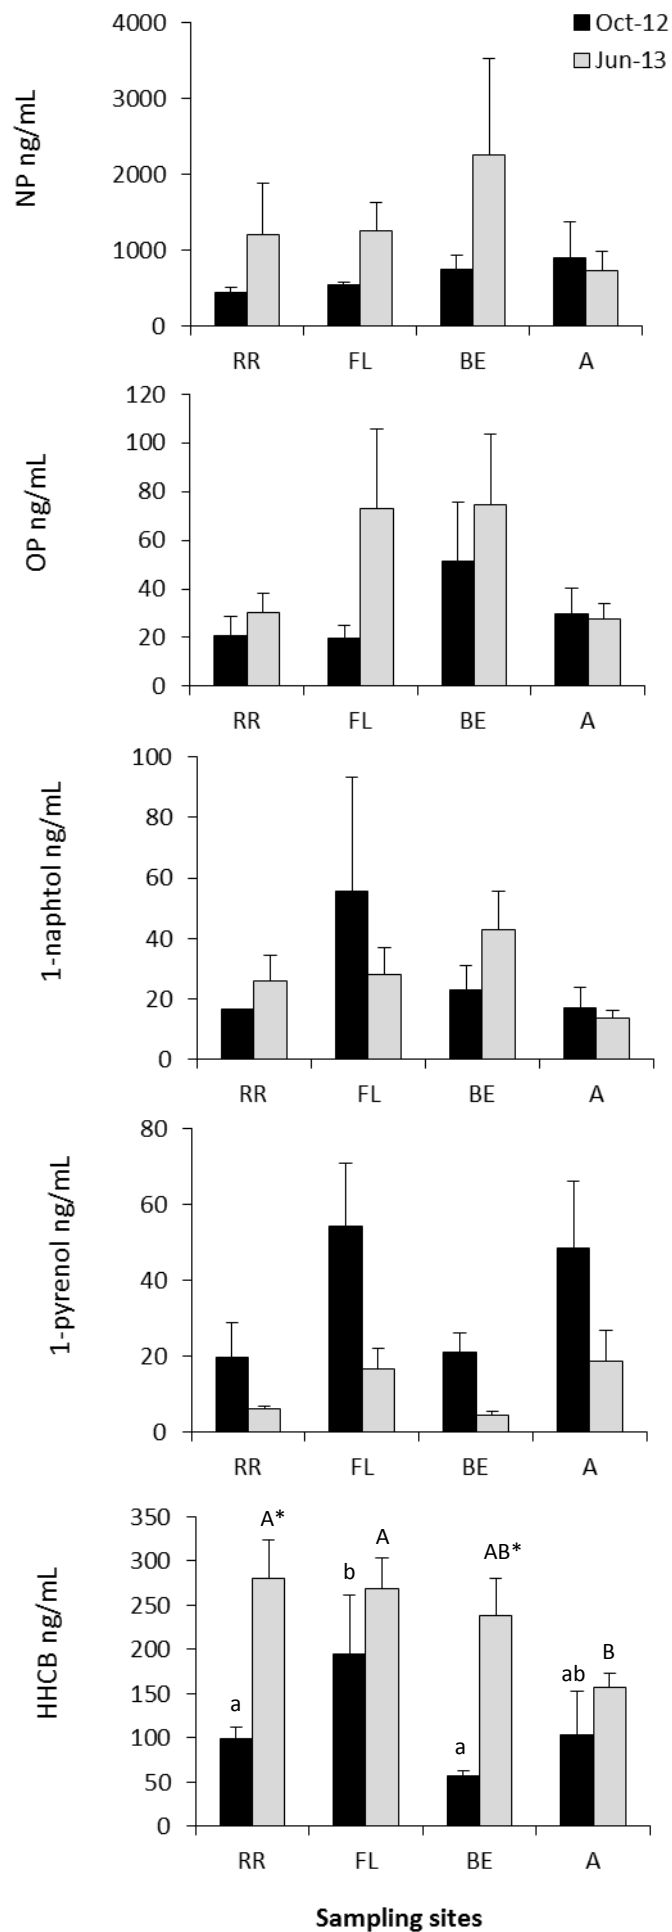 Oct-12
Jun-13
NP ng/mL
4000
3000
2000
1000
0
RR FL BE A
OP ng/mL
120
100
80
60
40
20
0
RR FL BE A
1-naphtol ng/mL
100
80
60
40
20
0
RR FL BE A
1-pyrenol ng/mL
80
60
40
20
0
RR FL BE A
HHCB ng/mL
350
300
250
200
150
100
50
0
a A* b A a AB* ab B
RR FL BE A
Sampling sites